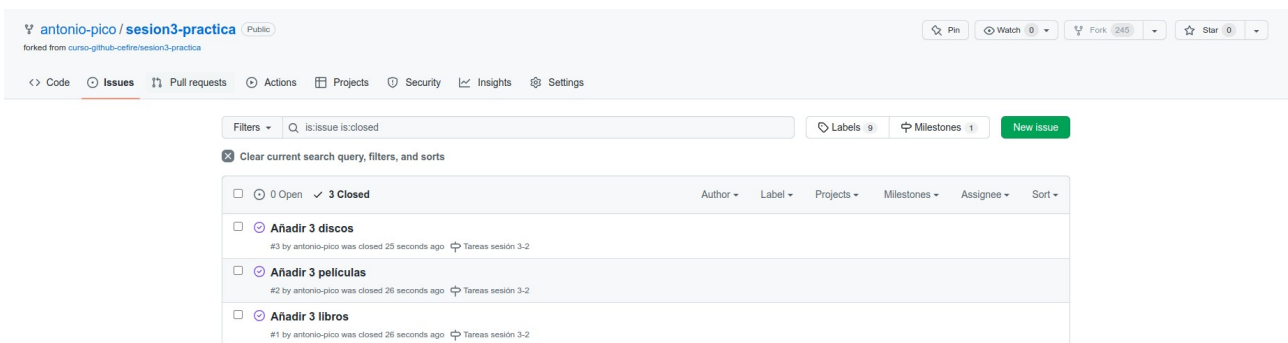 antonio-pico / sesion3-practica Public Pin Watch 0 Fork 245 Star 0
forked from curso-github-cefire/sesion3-practica
<> Code Issues Pull requests Actions Projects Security Insights Settings
Filters is:issue is:closed Labels 9 Milestones 1 New issue
Clear current search query, filters, and sorts
0 Open 3 Closed Author Label Projects Milestones Assignee Sort
Añadir 3 discos
#3 by antonio-pico was closed 25 seconds ago Tareas sesión 3-2
Añadir 3 películas
#2 by antonio-pico was closed 26 seconds ago Tareas sesión 3-2
Añadir 3 libros
#1 by antonio-pico was closed 26 seconds ago Tareas sesión 3-2